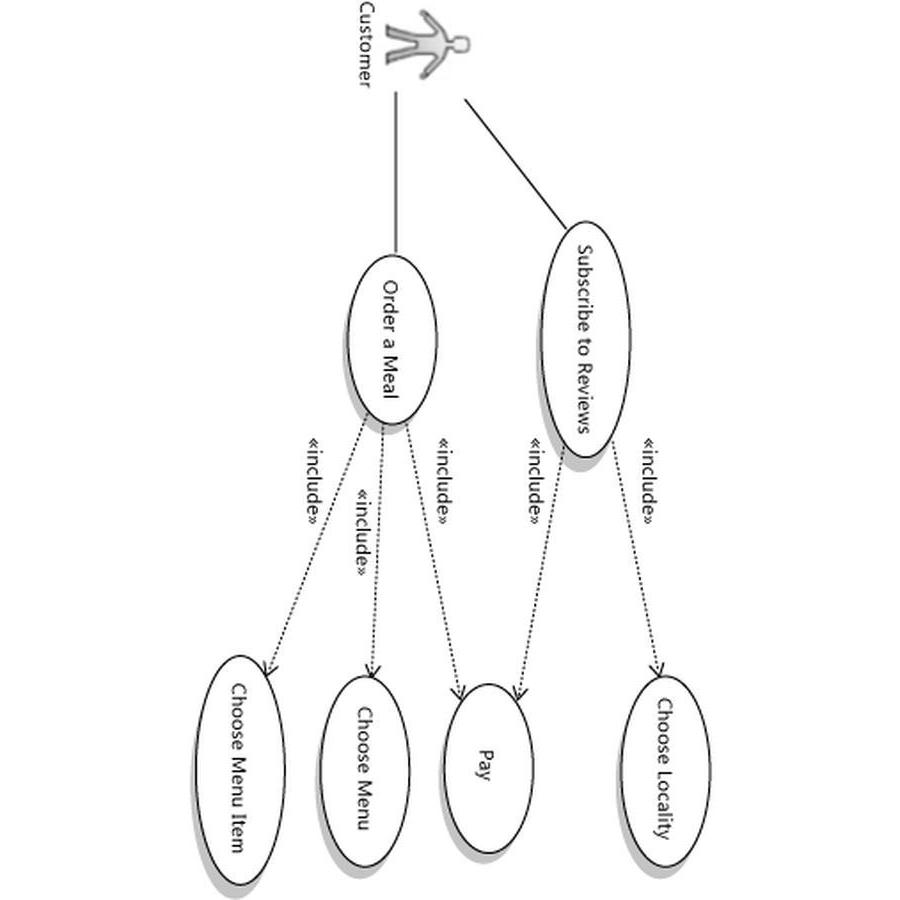 Subscribe to Reviews
«include»
Choose Locality
«include»
Customer
Order a Meal
«include»
Pay
«include»
Choose Menu
«include»
Choose Menu Item